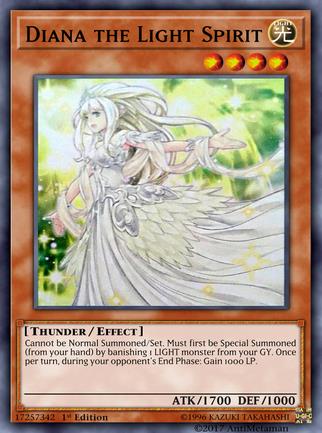 DIANA THE LIGHT SPIRIT
LIGHT
光
[ THUNDER / EFFECT ]
Cannot be Normal Summoned/Set. Must first be Special Summoned
(from your hand) by banishing 1 LIGHT monster from your GY. Once
per turn, during your opponent's End Phase: Gain 1000 LP.
ATK/1700 DEF/1000
17257342 1st Edition ©1996 KAZUKI TAKAHASHI
©2017 AntiMetaman